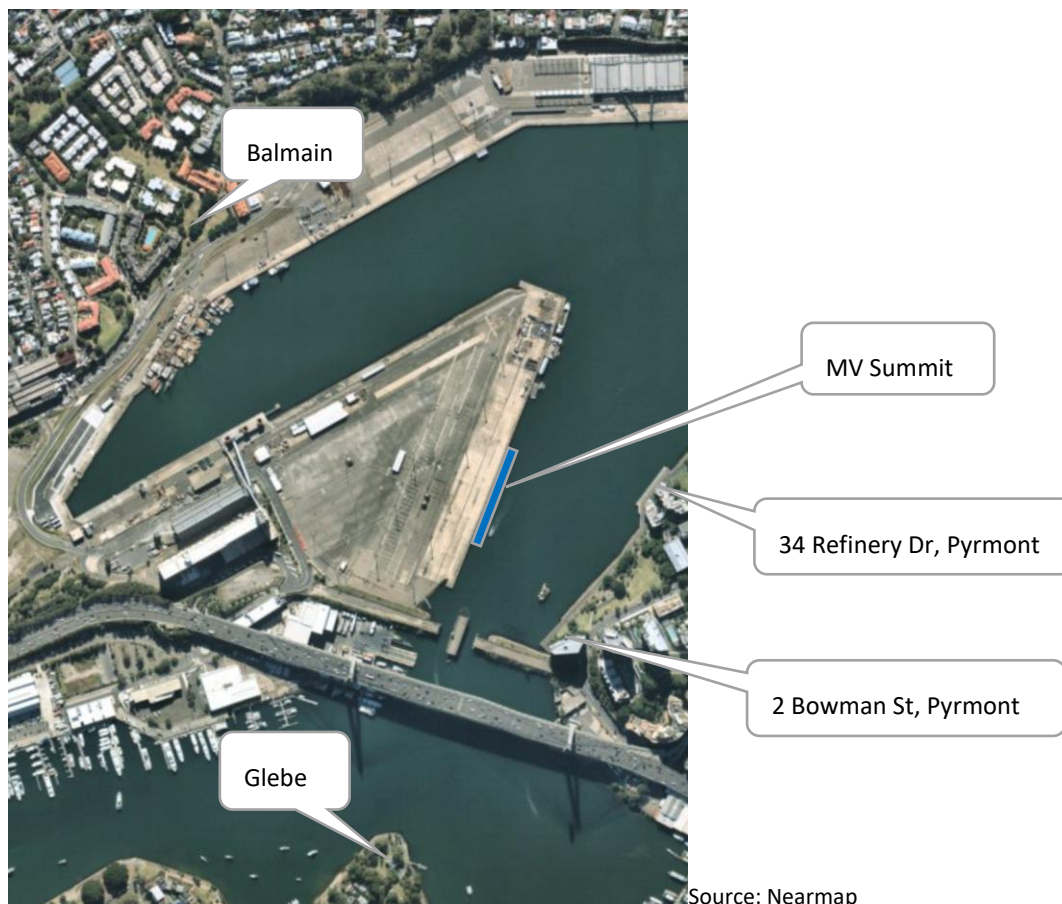 Balmain
MV Summit
34 Refinery Dr, Pyrmont
2 Bowman St, Pyrmont
Glebe
Source: Nearmap